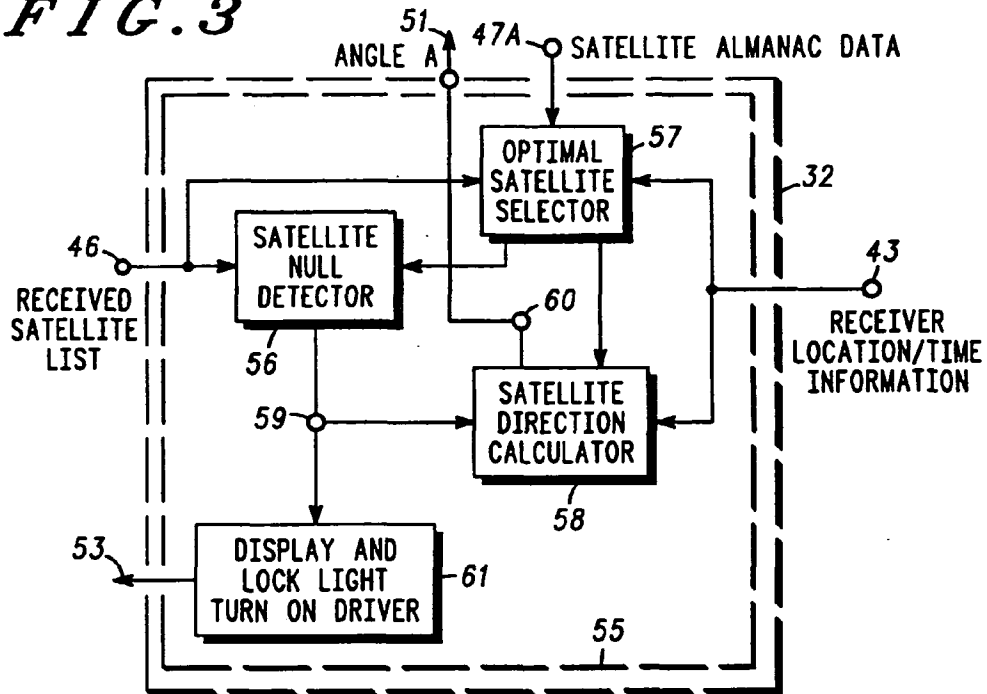 FIG.3
51
ANGLE A
47A
SATELLITE ALMANAC DATA
OPTIMAL
SATELLITE
SELECTOR
57
32
46
RECEIVED
SATELLITE
LIST
SATELLITE
NULL
DETECTOR
56
60
43
RECEIVER
LOCATION/TIME
INFORMATION
59
SATELLITE
DIRECTION
CALCULATOR
58
53
DISPLAY AND
LOCK LIGHT
TURN ON DRIVER
61
55